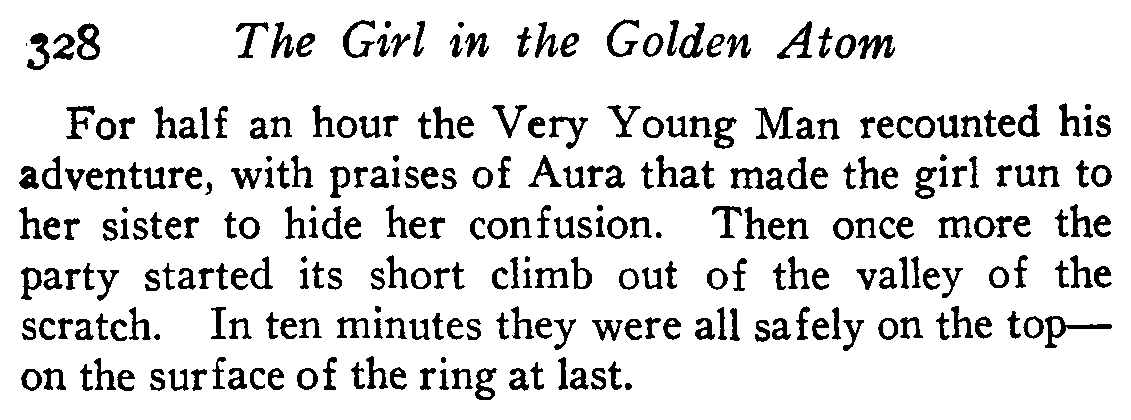 328 The Girl in the Golden Atom
For half an hour the Very Young Man recounted his
adventure, with praises of Aura that made the girl run to
her sister to hide her confusion. Then once more the
party started its short climb out of the valley of the
scratch. In ten minutes they were all safely on the top—
on the surface of the ring at last.